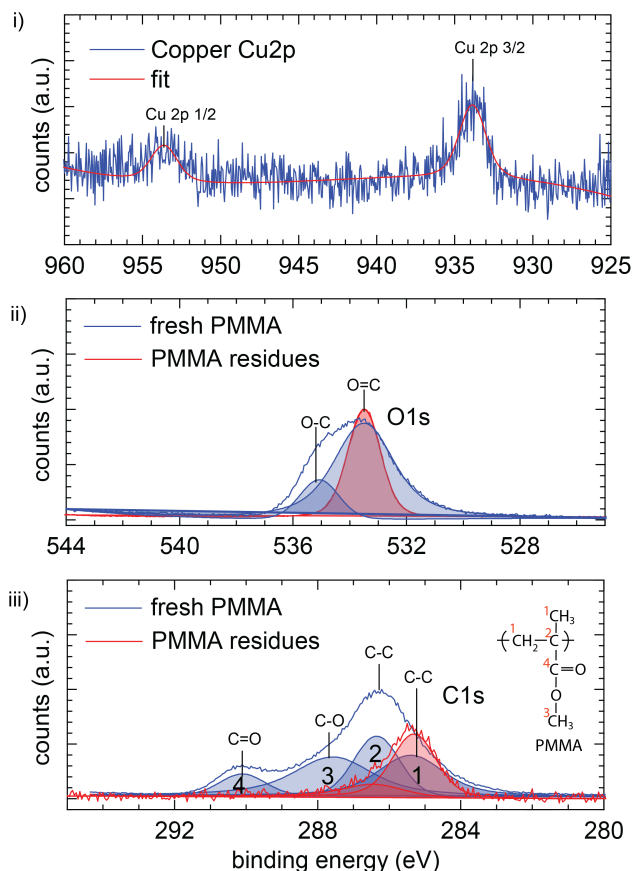 i)
Copper Cu2p
fit
Cu 2p 3/2
Cu 2p 1/2
counts (a.u.)
960 955 950 945 940 935 930 925
ii)
fresh PMMA
PMMA residues
O=C
O-C
O1s
counts (a.u.)
544 540 536 532 528
iii)
fresh PMMA
PMMA residues
C-C
C-C
C1s
C-O
C=O
4 3 2 1
1 CH3
1 2
( CH2 C )
4
C=O
O
3
CH3
PMMA
counts (a.u.)
292 288 284 280
binding energy (eV)